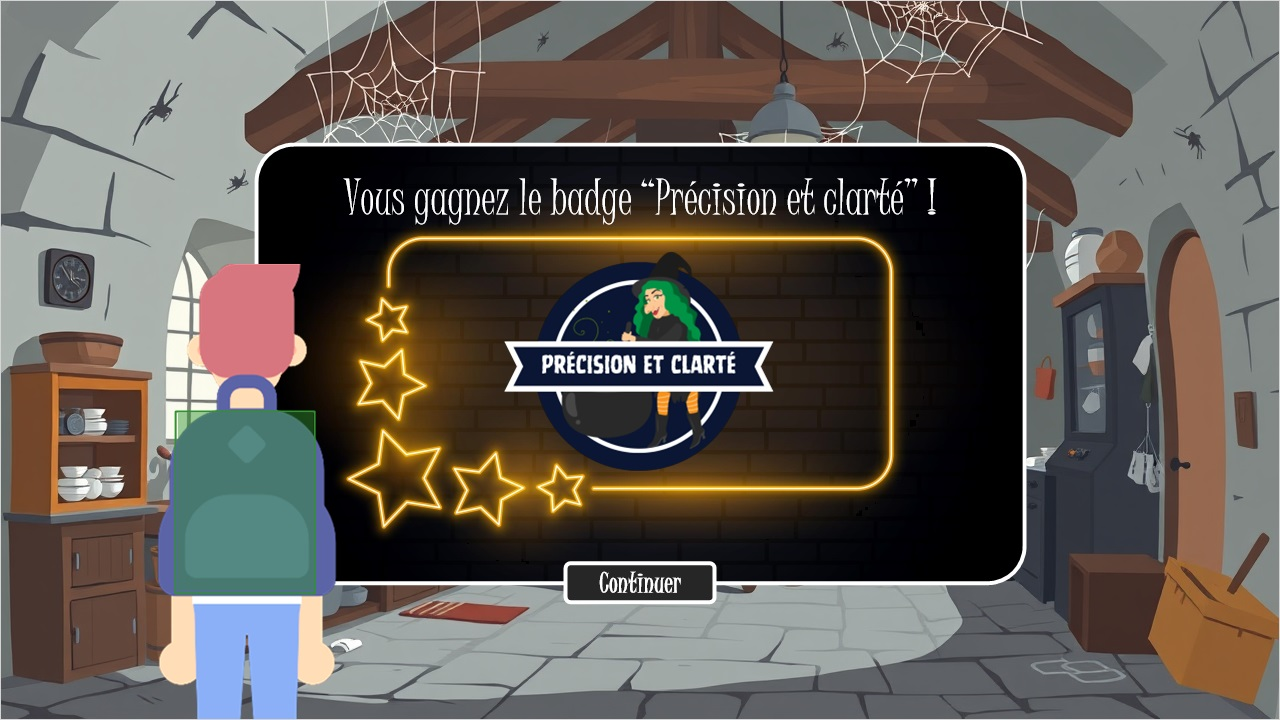 Vous gagnez le badge “Précision et clarté” !
PRÉCISION ET CLARTÉ
Continuer